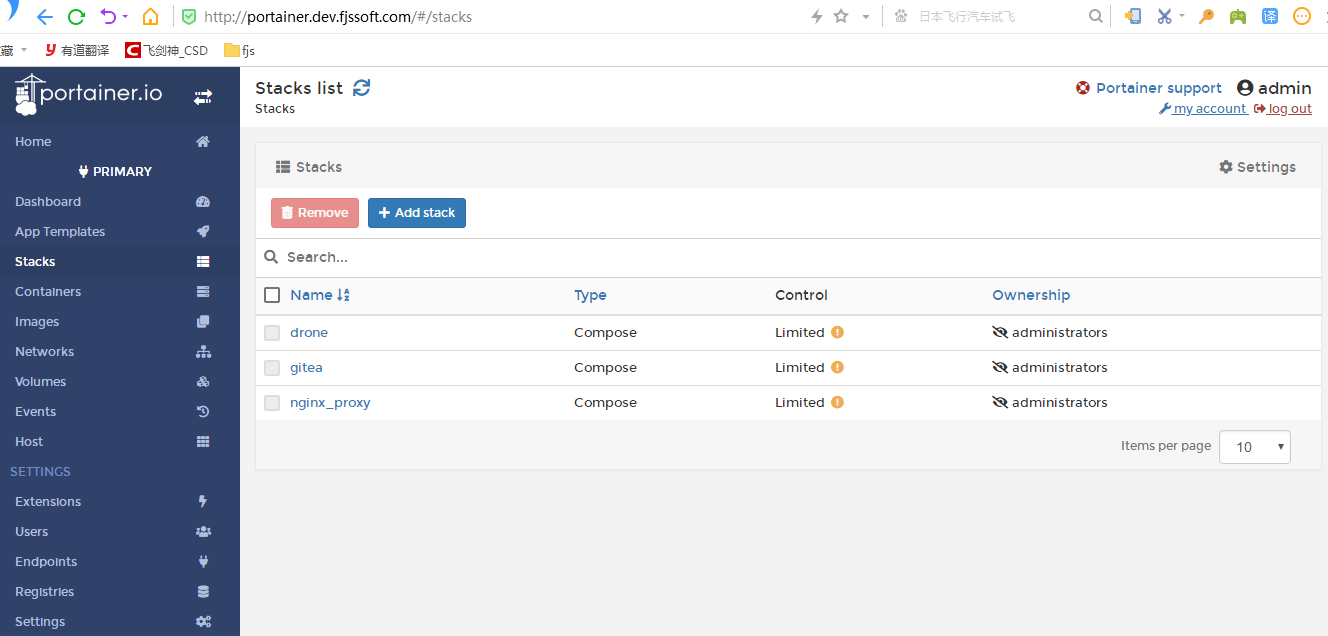 http://portainer.dev.fjssoft.com/#/stacks
日本飞行汽车试飞
译
藏
有道翻译
C 飞剑神_CSD
fjs
portainer.io
Stacks list
Portainer support
admin
Stacks
my account
log out
Home
PRIMARY
Dashboard
App Templates
Stacks
Containers
Images
Networks
Volumes
Events
Host
SETTINGS
Extensions
Users
Endpoints
Registries
Settings
Stacks
Settings
Remove
Add stack
Search...
Name
Type
Control
Ownership
drone
Compose
Limited
administrators
gitea
Compose
Limited
administrators
nginx_proxy
Compose
Limited
administrators
Items per page
10